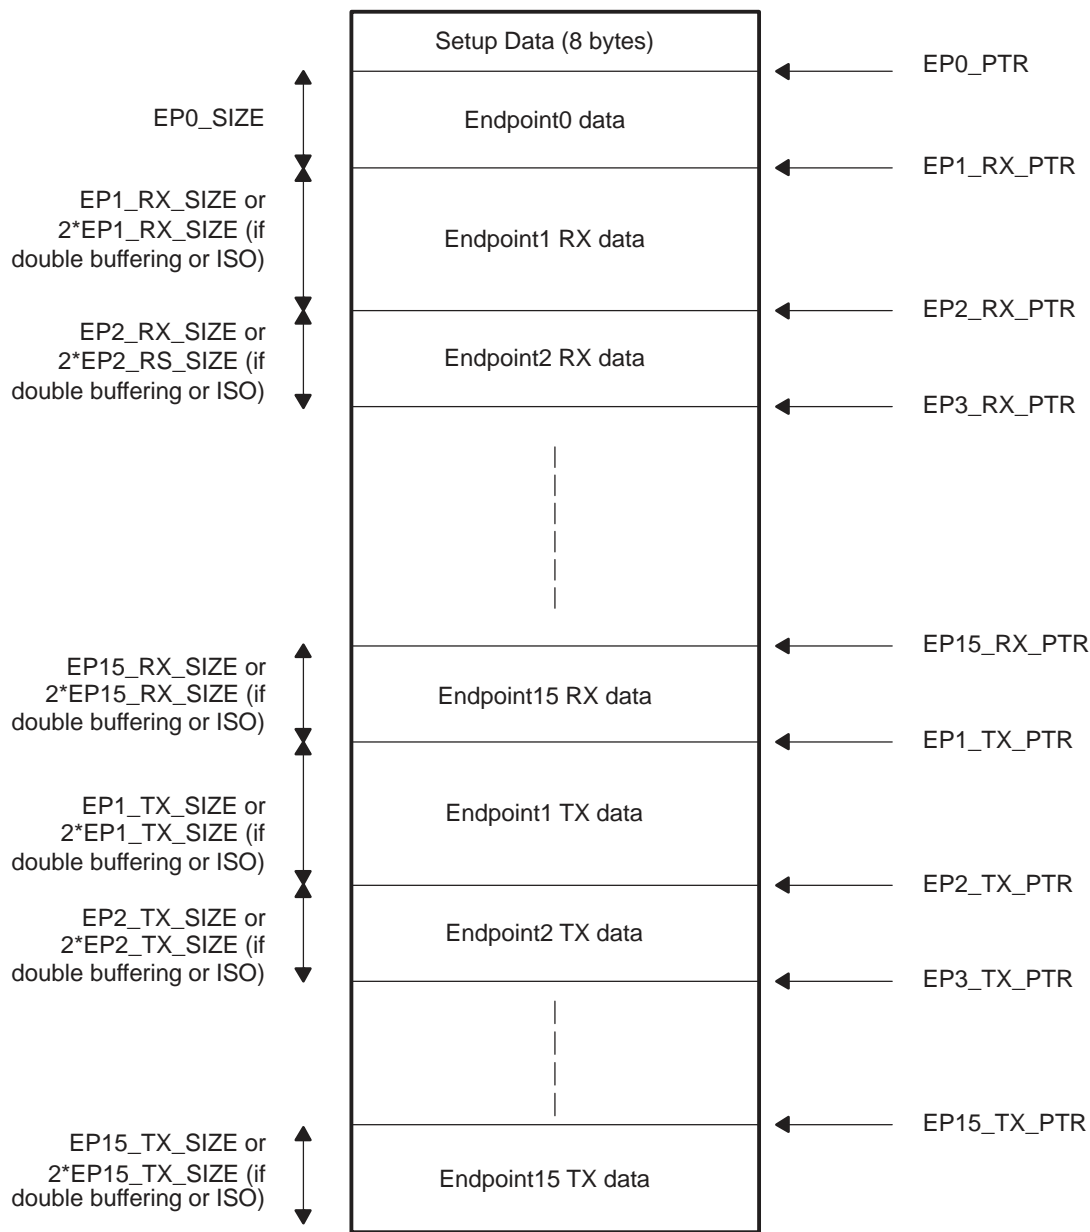 Setup Data (8 bytes)
EP0_PTR
EP0_SIZE
Endpoint0 data
EP1_RX_PTR
EP1_RX_SIZE or
2*EP1_RX_SIZE (if
double buffering or ISO)
Endpoint1 RX data
EP2_RX_PTR
EP2_RX_SIZE or
2*EP2_RS_SIZE (if
double buffering or ISO)
Endpoint2 RX data
EP3_RX_PTR
EP15_RX_PTR
EP15_RX_SIZE or
2*EP15_RX_SIZE (if
double buffering or ISO)
Endpoint15 RX data
EP1_TX_PTR
EP1_TX_SIZE or
2*EP1_TX_SIZE (if
double buffering or ISO)
Endpoint1 TX data
EP2_TX_PTR
EP2_TX_SIZE or
2*EP2_TX_SIZE (if
double buffering or ISO)
Endpoint2 TX data
EP3_TX_PTR
EP15_TX_PTR
EP15_TX_SIZE or
2*EP15_TX_SIZE (if
double buffering or ISO)
Endpoint15 TX data